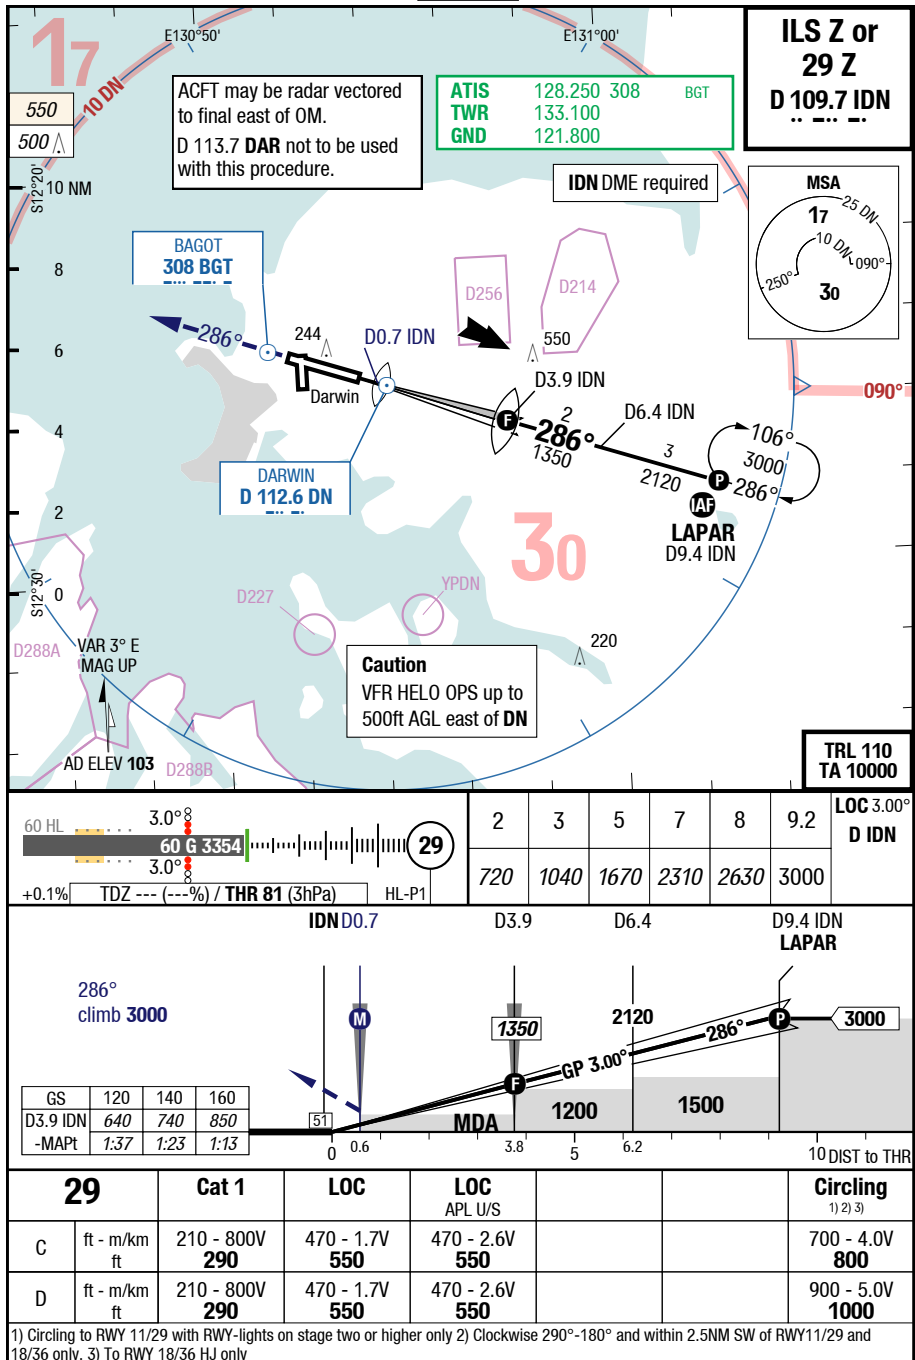 E130°50'
E131°00'
ILS Z or
29 Z
D 109.7 IDN
17
10 DN
550
500
ACFT may be radar vectored
to final east of OM.
D 113.7 DAR not to be used
with this procedure.
ATIS 128.250 308 BGT
TWR 133.100
GND 121.800
S12°20'
10 NM
IDN DME required
MSA
17
25 DN
10 DN
090°
250°
30
8
BAGOT
308 BGT
D256
D214
286°
244
D0.7 IDN
550
6
Darwin
D3.9 IDN
090°
F
2
286°
1350
D6.4 IDN
3
2120
106°
3000
286°
P
4
DARWIN
D 112.6 DN
IAF
LAPAR
D9.4 IDN
2
30
S12°30'
0
D227
YPDN
D288A
VAR 3° E
MAG UP
220
Caution
VFR HELO OPS up to
500ft AGL east of DN
AD ELEV 103
D288B
TRL 110
TA 10000
60 HL
3.0°
60 G 3354
3.0°
29
+0.1%
TDZ --- (---%) / THR 81 (3hPa)
HL-P1
2 3 5 7 8 9.2 LOC 3.00°
D IDN
720 1040 1670 2310 2630 3000
IDN D0.7
D3.9
D6.4
D9.4 IDN
LAPAR
286°
climb 3000
M
1350
2120
286°
P
3000
GP 3.00°
F
GS 120 140 160
D3.9 IDN 640 740 850
-MAPt 1:37 1:23 1:13
51
MDA
1200
1500
0 0.6 3.8 5 6.2 10 DIST to THR
29 Cat 1 LOC LOC Circling
APL U/S 1) 2) 3)
C ft - m/km 210 - 800V 470 - 1.7V 470 - 2.6V 700 - 4.0V
ft 290 550 550 800
D ft - m/km 210 - 800V 470 - 1.7V 470 - 2.6V 900 - 5.0V
ft 290 550 550 1000
1) Circling to RWY 11/29 with RWY-lights on stage two or higher only 2) Clockwise 290°-180° and within 2.5NM SW of RWY11/29 and
18/36 only. 3) To RWY 18/36 HJ only